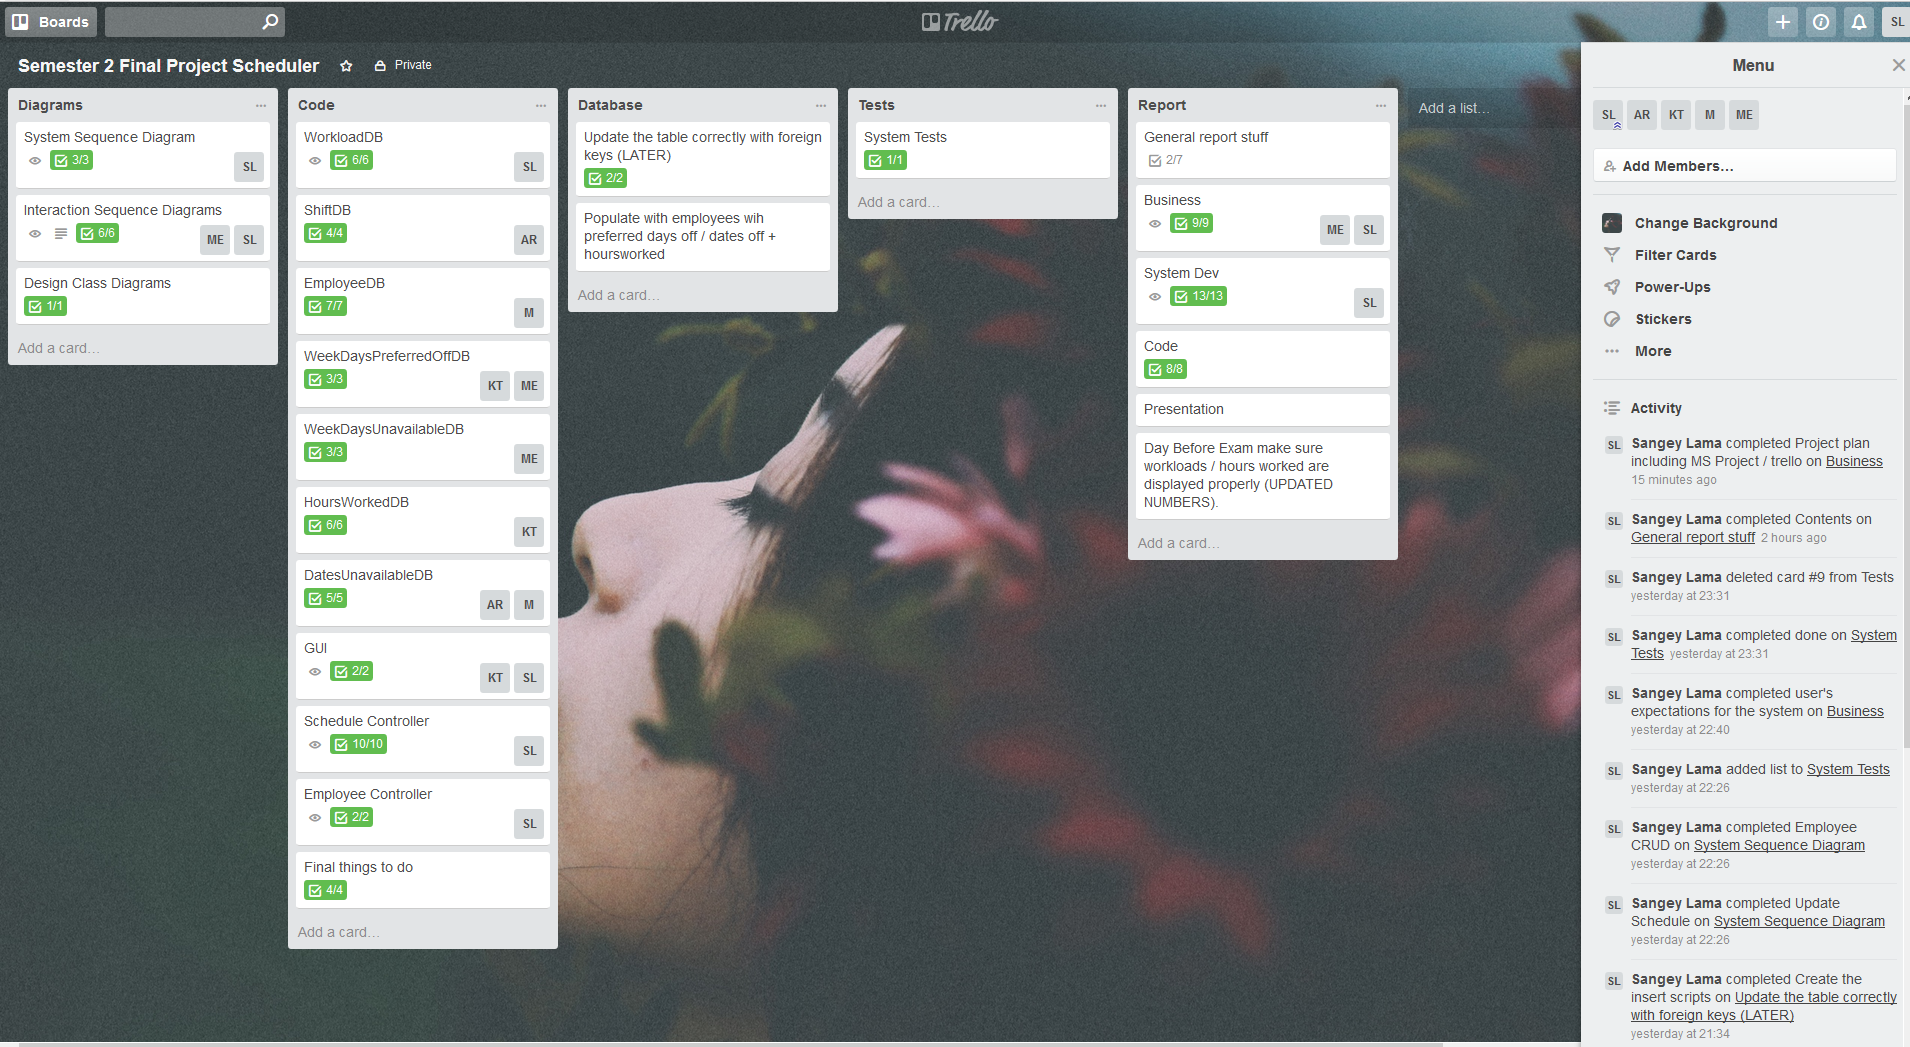 Boards
Trello
SL
Semester 2 Final Project Scheduler
Private
Diagrams
System Sequence Diagram
3/3
SL
Interaction Sequence Diagrams
6/6
ME SL
Design Class Diagrams
1/1
Add a card…
Code
WorkloadDB
6/6
SL
ShiftDB
4/4
AR
EmployeeDB
7/7
M
WeekDaysPreferredOffDB
3/3
KT ME
WeekDaysUnavailableDB
3/3
ME
HoursWorkedDB
6/6
KT
DatesUnavailableDB
5/5
AR M
GUI
2/2
KT SL
Schedule Controller
10/10
SL
Employee Controller
2/2
SL
Final things to do
4/4
Add a card…
Database
Update the table correctly with foreign
keys (LATER)
2/2
Populate with employees wih
preferred days off / dates off +
hoursworked
Add a card…
Tests
System Tests
1/1
Add a card…
Report
General report stuff
2/7
Business
9/9
ME SL
System Dev
13/13
SL
Code
8/8
Presentation
Day Before Exam make sure
workloads / hours worked are
displayed properly (UPDATED
NUMBERS).
Add a card…
Add a list…
Menu
SL AR KT M ME
Add Members…
Change Background
Filter Cards
Power-Ups
Stickers
More
Activity
SL Sangey Lama completed Project plan
including MS Project / trello on Business
15 minutes ago
SL Sangey Lama completed Contents on
General report stuff 2 hours ago
SL Sangey Lama deleted card #9 from Tests
yesterday at 23:31
SL Sangey Lama completed done on System
Tests yesterday at 23:31
SL Sangey Lama completed user's
expectations for the system on Business
yesterday at 22:40
SL Sangey Lama added list to System Tests
yesterday at 22:26
SL Sangey Lama completed Employee
CRUD on System Sequence Diagram
yesterday at 22:26
SL Sangey Lama completed Update
Schedule on System Sequence Diagram
yesterday at 22:26
SL Sangey Lama completed Create the
insert scripts on Update the table correctly
with foreign keys (LATER)
yesterday at 21:34